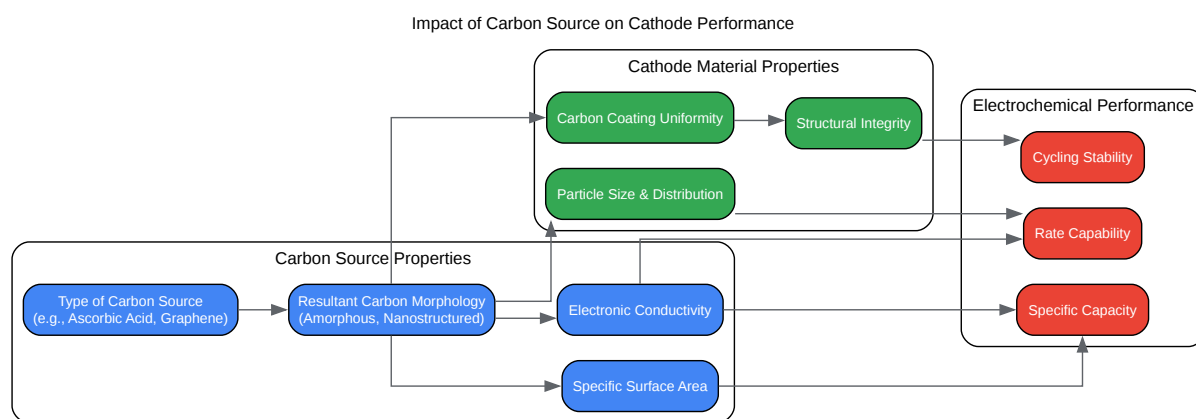 Impact of Carbon Source on Cathode Performance
Cathode Material Properties
Carbon Coating Uniformity
Structural Integrity
Particle Size & Distribution
Electrochemical Performance
Cycling Stability
Rate Capability
Specific Capacity
Carbon Source Properties
Type of Carbon Source
(e.g., Ascorbic Acid, Graphene)
Resultant Carbon Morphology
(Amorphous, Nanostructured)
Electronic Conductivity
Specific Surface Area